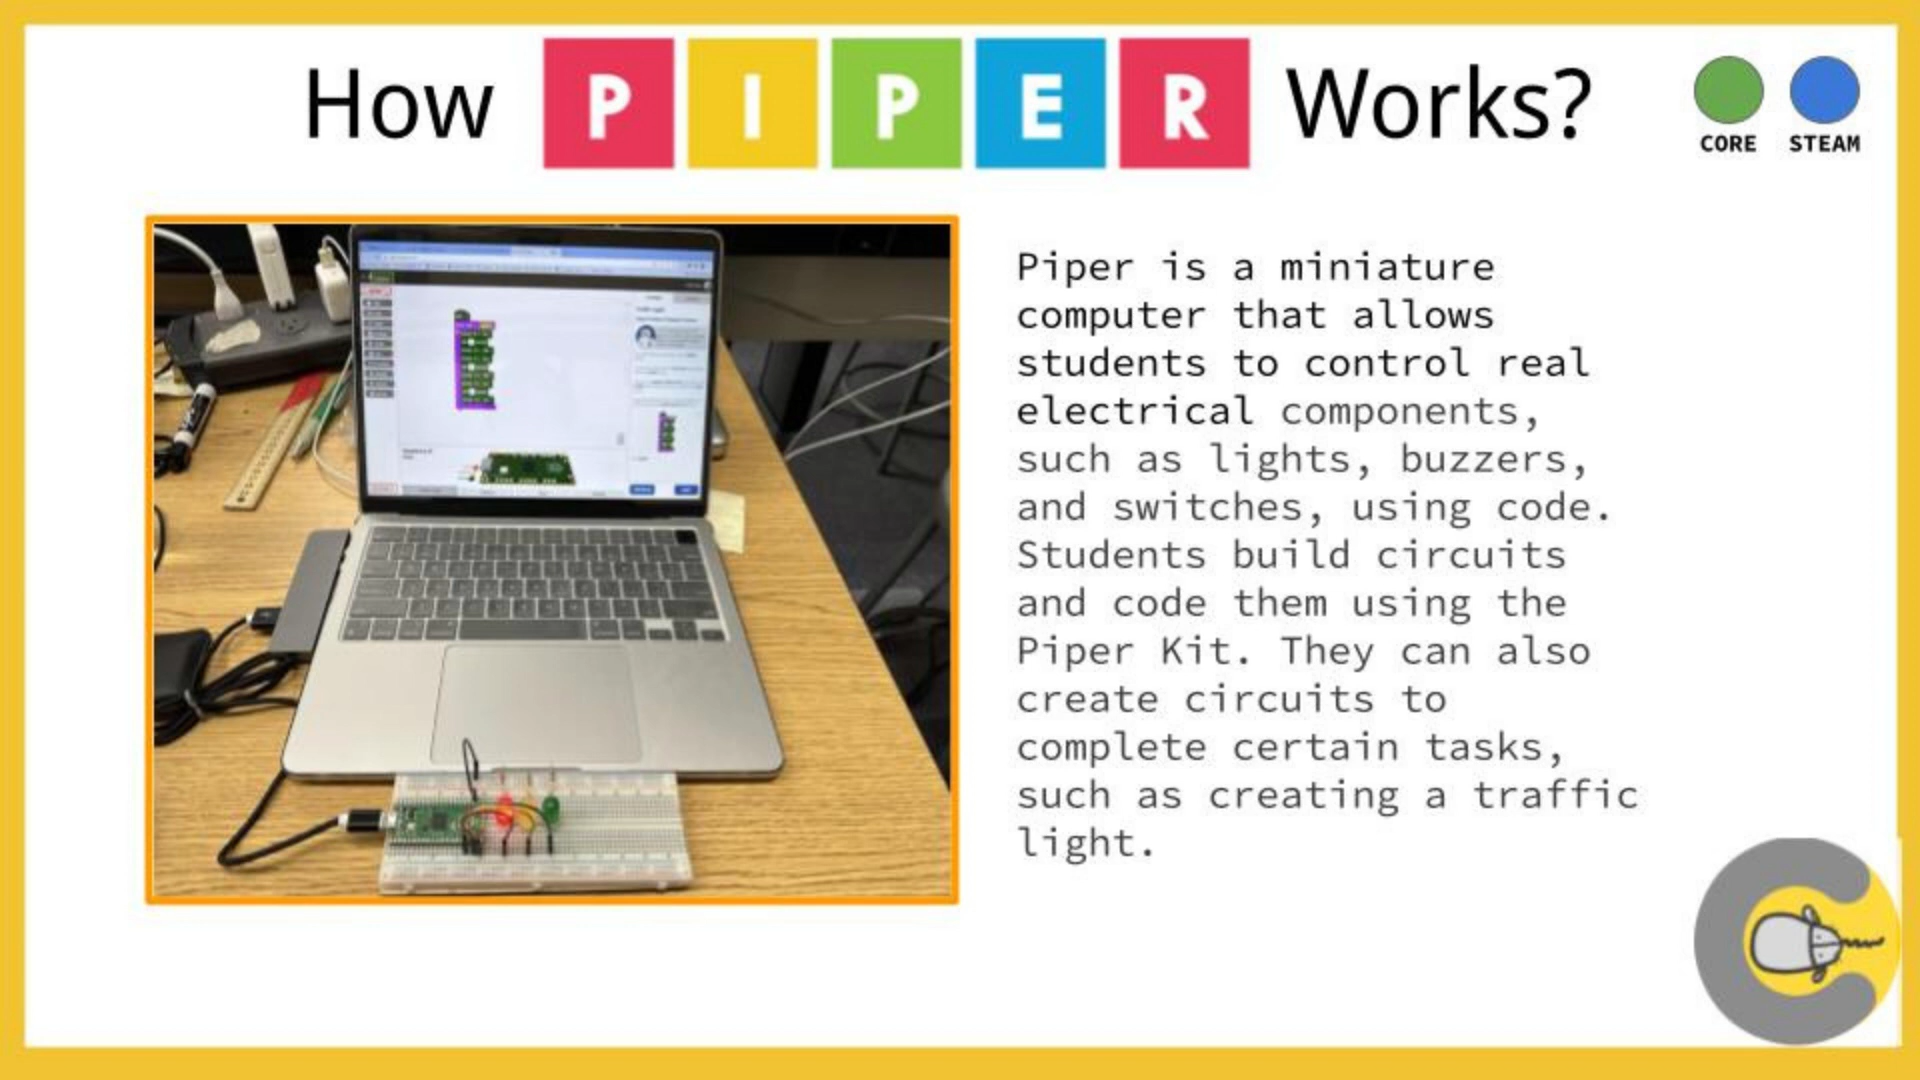 How PIPER Works?
CORE STEAM
Piper is a miniature
computer that allows
students to control real
electrical components,
such as lights, buzzers,
and switches, using code.
Students build circuits
and code them using the
Piper Kit. They can also
create circuits to
complete certain tasks,
such as creating a traffic
light.